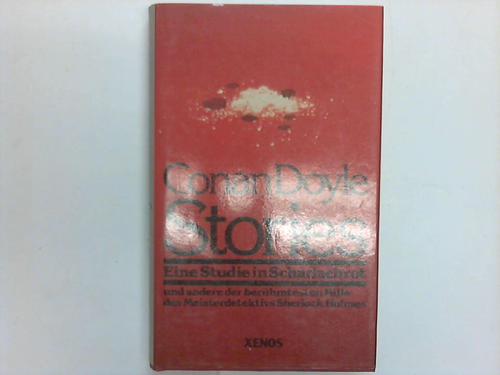 Conan Doyle
Stories
Eine Studie in Scharlachrot
und andere der berühmtesten Fälle
des Meisterdetektivs Sherlock Holmes
XENOS